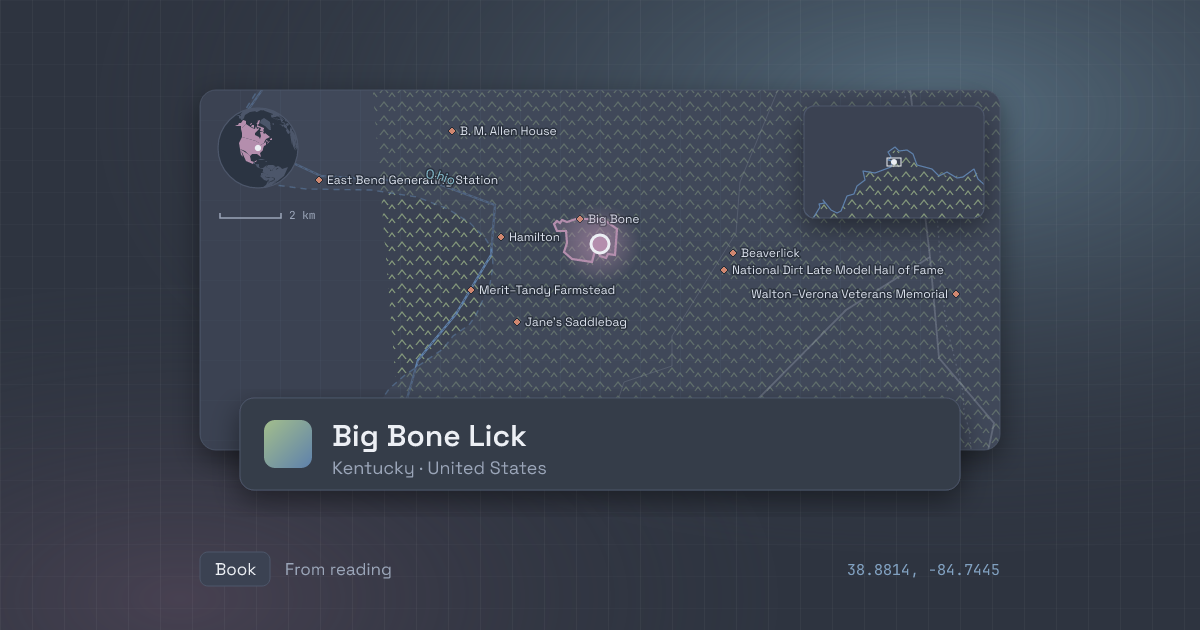 B. M. Allen House
East Bend Generating Station
Ohio
2 km
Big Bone
Hamilton
Beaverlick
National Dirt Late Model Hall of Fame
Merit-Tandy Farmstead
Walton-Verona Veterans Memorial
Jane's Saddlebag
Big Bone Lick
Kentucky · United States
Book
From reading
38.8814, -84.7445